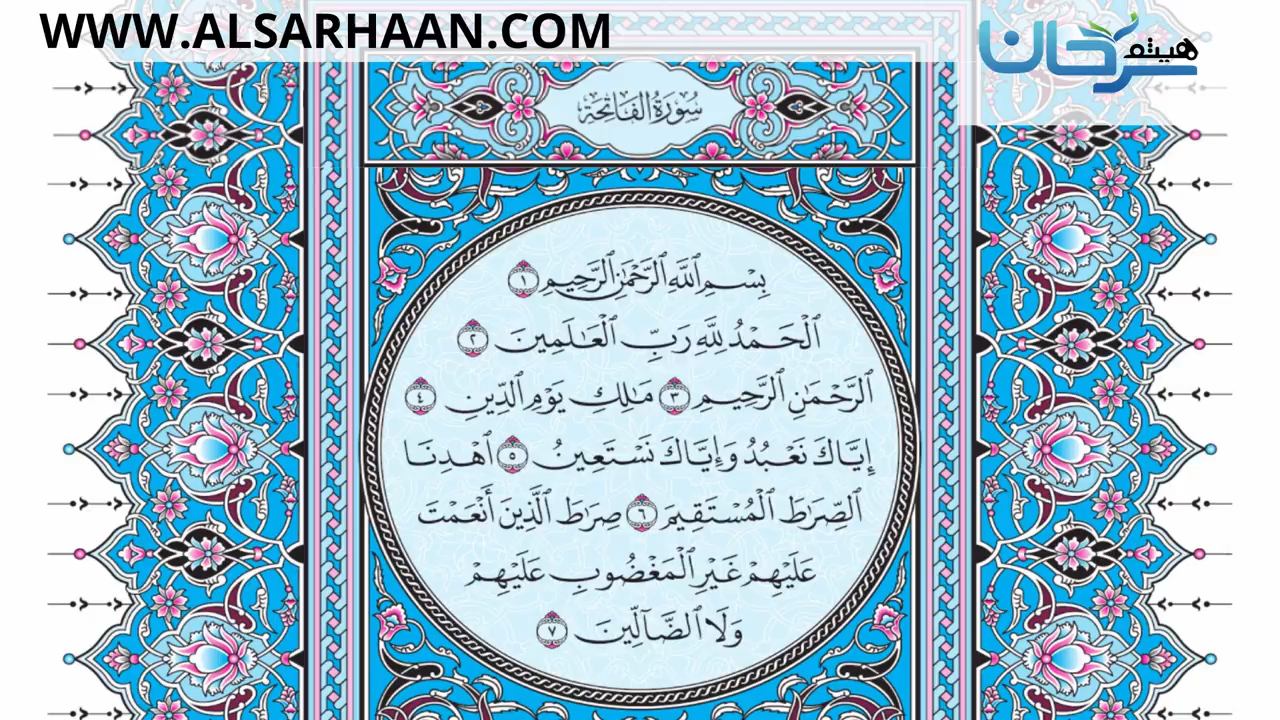 WWW.ALSARHAAN.COM
هيثم
سرحان
سُورَةُ الفَاتِحَةِ
بِسْمِ ٱللَّهِ ٱلرَّحْمَٰنِ ٱلرَّحِيمِ ١
ٱلْحَمْدُ لِلَّهِ رَبِّ ٱلْعَٰلَمِينَ ٢
ٱلرَّحْمَٰنِ ٱلرَّحِيمِ ٣ مَٰلِكِ يَوْمِ ٱلدِّينِ ٤
إِيَّاكَ نَعْبُدُ وَإِيَّاكَ نَسْتَعِينُ ٥ ٱهْدِنَا
ٱلصِّرَٰطَ ٱلْمُسْتَقِيمَ ٦ صِرَٰطَ ٱلَّذِينَ أَنْعَمْتَ
عَلَيْهِمْ غَيْرِ ٱلْمَغْضُوبِ عَلَيْهِمْ
وَلَا ٱلضَّآلِّينَ ٧